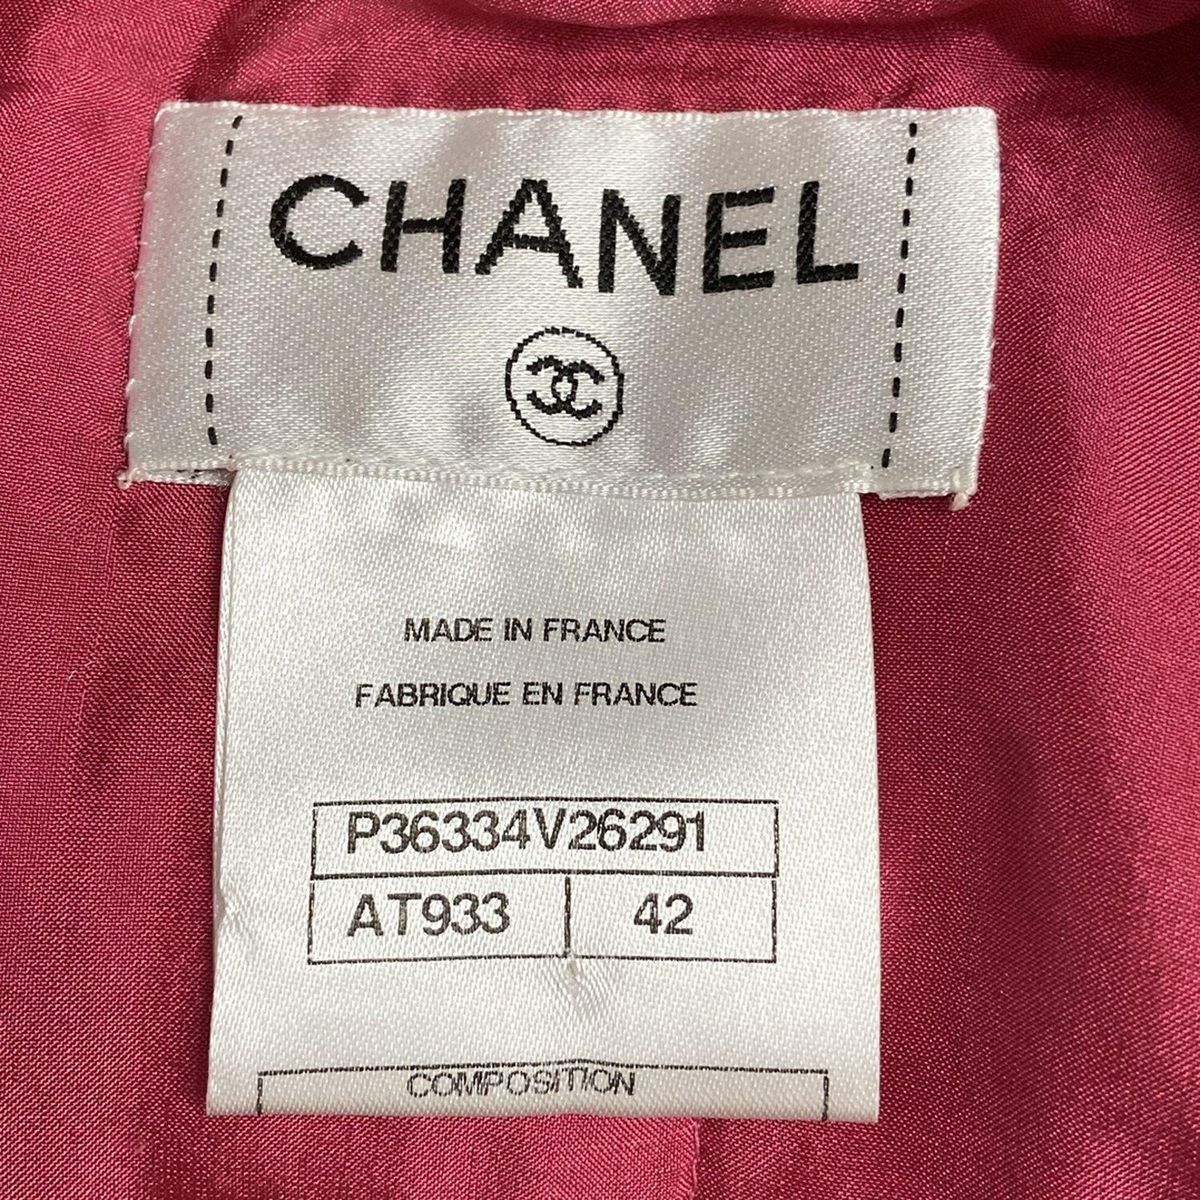 CHANEL
MADE IN FRANCE
FABRIQUE EN FRANCE
P36334V26291
AT933 42
COMPOSITION